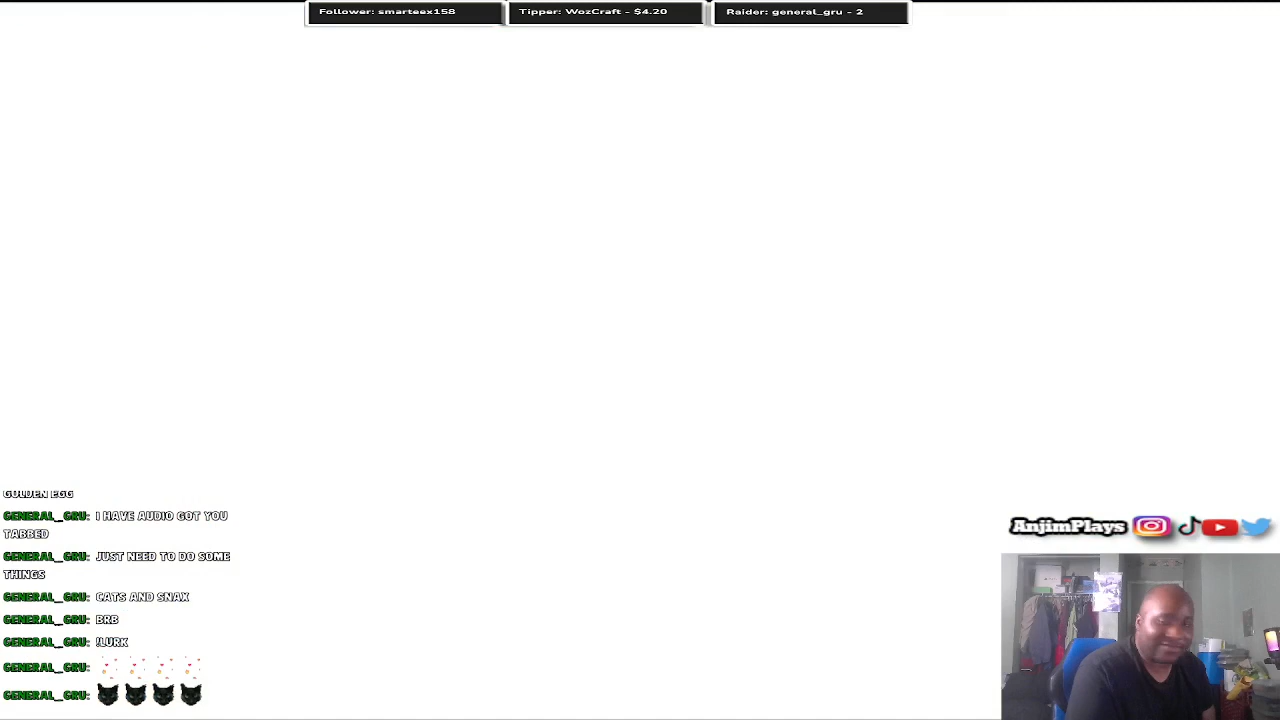 Follower: smarteex158
Tipper: WozCraft - $4.20
Raider: general_gru - 2
GOLDEN EGG
GENERAL_GRU: I HAVE AUDIO GOT YOU
TABBED
GENERAL_GRU: JUST NEED TO DO SOME
THINGS
GENERAL_GRU: CATS AND SNAX
GENERAL_GRU: BRB
GENERAL_GRU: !LURK
GENERAL_GRU:
GENERAL_GRU:
AnjimPlays